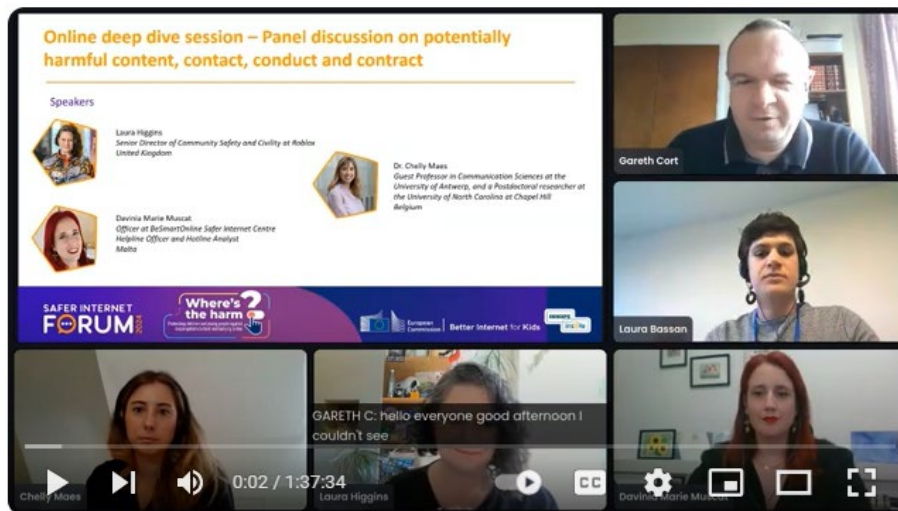 Online deep dive session – Panel discussion on potentially
harmful content, contact, conduct and contract
Speakers
Laura Higgins
Senior Director of Community Safety and Civility at Roblox
United Kingdom
Davinia Marie Muscat
Officer at BeSmartOnline Safer Internet Centre
Helpline Officer and Hotline Analyst
Malta
Dr. Chelly Maes
Guest Professor in Communication Sciences at the
University of Antwerp, and a Postdoctoral researcher at
the University of North Carolina at Chapel Hill
Belgium
SAFER INTERNET
FORUM 2024
Where's
the harm?
European
Commission
Better Internet for Kids
Gareth Cort
Laura Bassan
GARETH C: hello everyone good afternoon I
couldn't see
0:02 / 1:37:34
CC
Chelly Maes
Laura Higgins
Davinia Marie Muscat